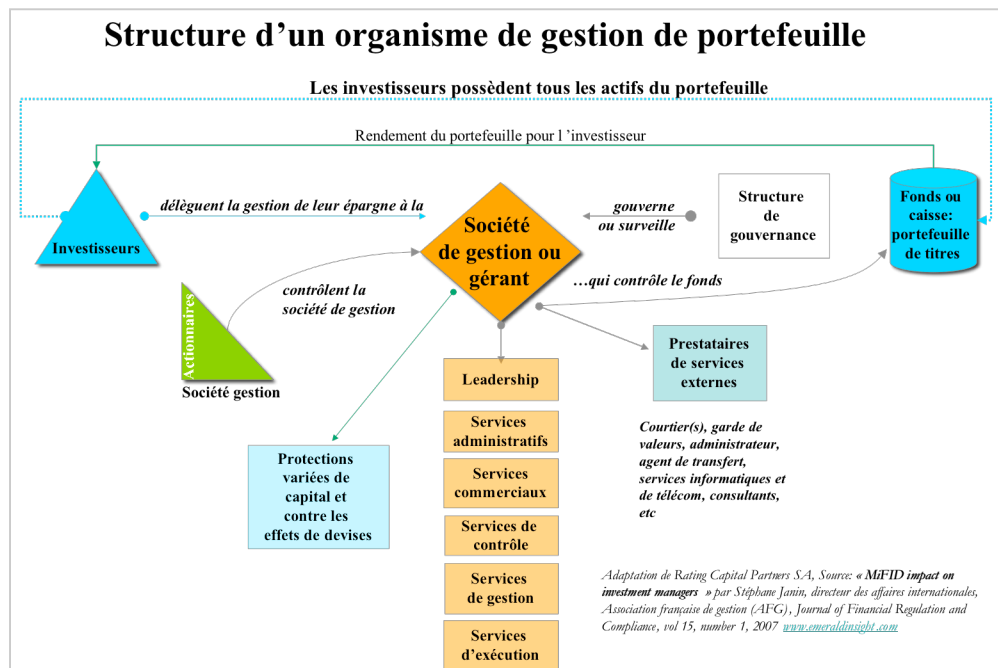 Structure d’un organisme de gestion de portefeuille
Les investisseurs possèdent tous les actifs du portefeuille
Rendement du portefeuille pour l ’investisseur
Investisseurs
délèguent la gestion de leur épargne à la
Société
de gestion ou
gérant
gouverne
ou surveille
Structure
de
gouvernance
Fonds ou
caisse:
portefeuille
de titres
…qui contrôle le fonds
contrôlent la
société de gestion
Actionnaires
Société gestion
Protections
variées de
capital et
contre les
effets de devises
Leadership
Services
administratifs
Services
commerciaux
Services de
contrôle
Services
de gestion
Services
d’exécution
Prestataires
de services
externes
Courtier(s), garde de
valeurs, administrateur,
agent de transfert,
services informatiques et
de télécom, consultants,
etc
Adaptation de Rating Capital Partners SA, Source: « MiFID impact on
investment managers » par Stéphane Janin, directeur des affaires internationales,
Association française de gestion (AFG), Journal of Financial Regulation and
Compliance, vol 15, number 1, 2007 www.emeraldinsight.com